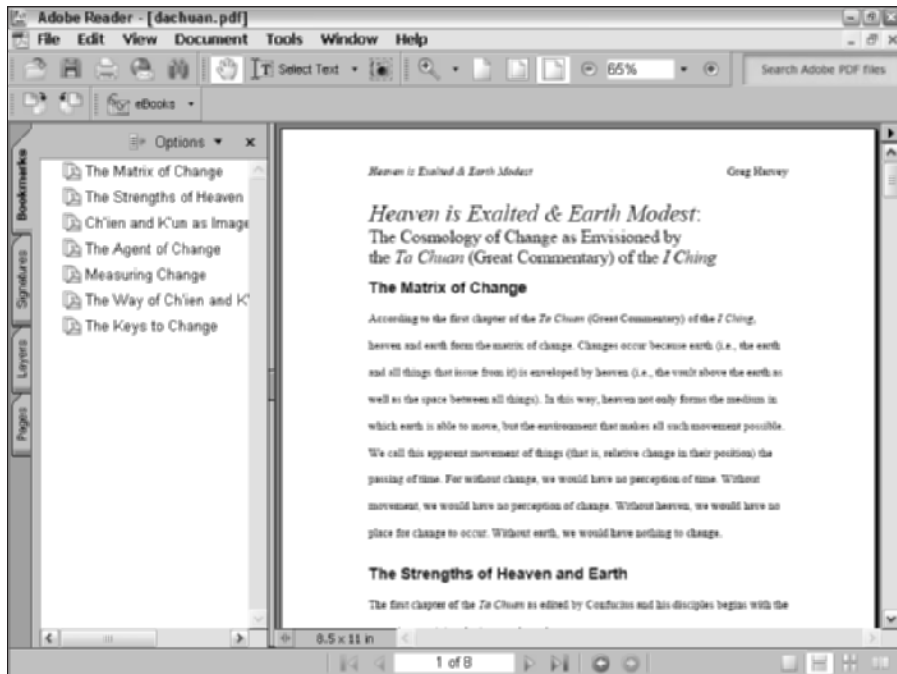 Adobe Reader - [dachuan.pdf]
File Edit View Document Tools Window Help
Select Text 65% Search Adobe PDF files
eBooks
Options
Bookmarks
Signatures
Layers
Pages
The Matrix of Change
The Strengths of Heaven
Ch'ien and K'un as Image
The Agent of Change
Measuring Change
The Way of Ch'ien and K'
The Keys to Change
Heaven is Exalted & Earth Modest Greg Harvey
Heaven is Exalted & Earth Modest:
The Cosmology of Change as Envisioned by
the Ta Chuan (Great Commentary) of the I Ching
The Matrix of Change
According to the first chapter of the Ta Chuan (Great Commentary) of the I Ching,
heaven and earth form the matrix of change. Changes occur because earth (i.e., the earth
and all things that issue from it) is enveloped by heaven (i.e., the vault above the earth as
well as the space between all things). In this way, heaven not only forms the medium in
which earth is able to move, but the environment that makes all such movement possible.
We call this apparent movement of things (that is, relative change in their position) the
passing of time. For without change, we would have no perception of time. Without
movement, we would have no perception of change. Without heaven, we would have no
place for change to occur. Without earth, we would have nothing to change.
The Strengths of Heaven and Earth
The first chapter of the Ta Chuan as edited by Confucius and his disciples begins with the
8.5 x 11 in
1 of 8